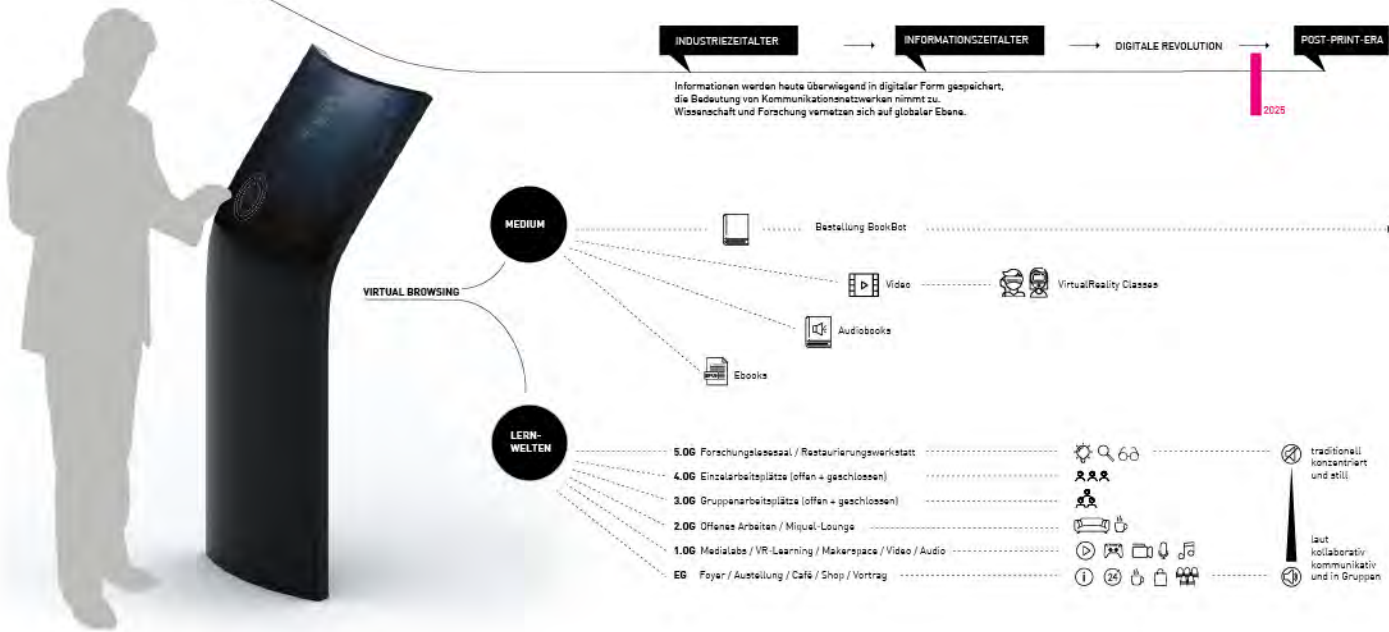 INDUSTRIEZEITALTER
INFORMATIONSZEITALTER
DIGITALE REVOLUTION
POST-PRINT-ERA
Informationen werden heute überwiegend in digitaler Form gespeichert,
die Bedeutung von Kommunikationsnetzwerken nimmt zu.
Wissenschaft und Forschung vernetzen sich auf globaler Ebene.
2025
VIRTUAL BROWSING
MEDIUM
Bestellung BookBot
Video
VirtualReality Classes
Audiobooks
Ebooks
LERN-
WELTEN
5.OG Forschungslesesaal / Restaurierungswerkstatt
4.OG Einzelarbeitsplätze (offen + geschlossen)
3.OG Gruppenarbeitsplätze (offen + geschlossen)
2.OG Offenes Arbeiten / Miquel-Lounge
1.OG Medialabs / VR-Learning / Makerspace / Video / Audio
EG Foyer / Austellung / Café / Shop / Vortrag
24
traditionell
konzentriert
und still
laut
kollaborativ
kommunikativ
und in Gruppen